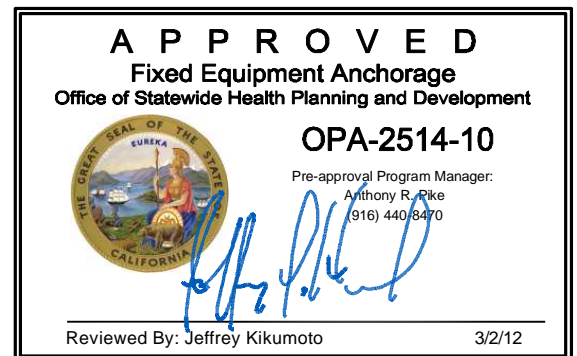 A P P R O V E D
Fixed Equipment Anchorage
Office of Statewide Health Planning and Development
THE GREAT SEAL OF THE STATE OF CALIFORNIA
EUREKA
OPA-2514-10
Pre-approval Program Manager:
Anthony R. Pike
(916) 440-8470
Reviewed By: Jeffrey Kikumoto 3/2/12